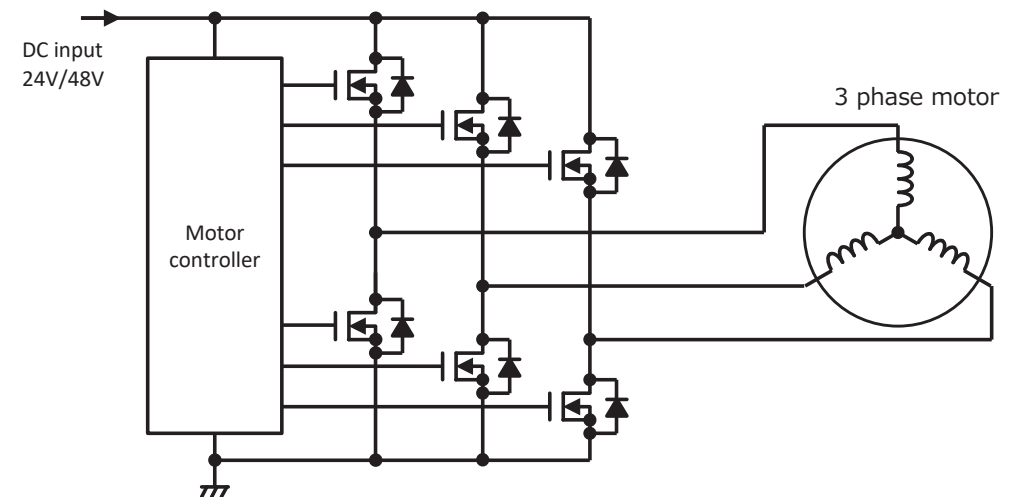 DC input
24V/48V
3 phase motor
Motor
controller